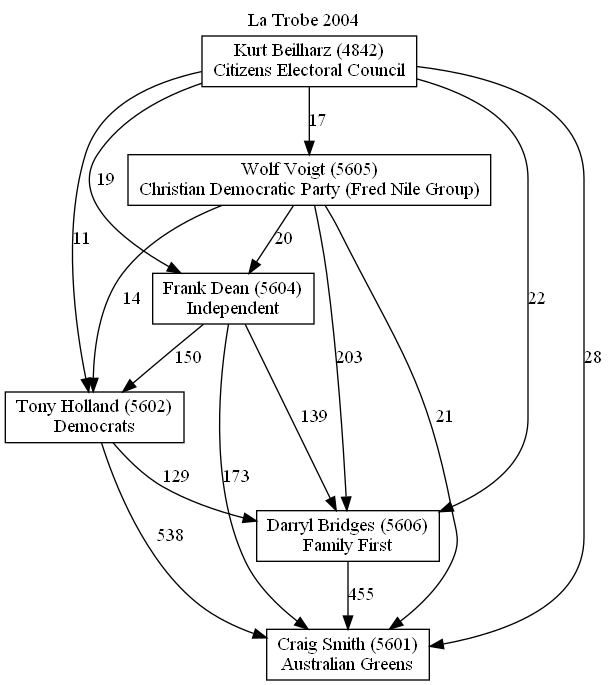 La Trobe 2004
Kurt Beilharz (4842)
Citizens Electoral Council
17
Wolf Voigt (5605)
Christian Democratic Party (Fred Nile Group)
19
11
20
14
Frank Dean (5604)
Independent
22
203
28
150
Tony Holland (5602)
Democrats
139
21
129
173
Darryl Bridges (5606)
Family First
538
455
Craig Smith (5601)
Australian Greens